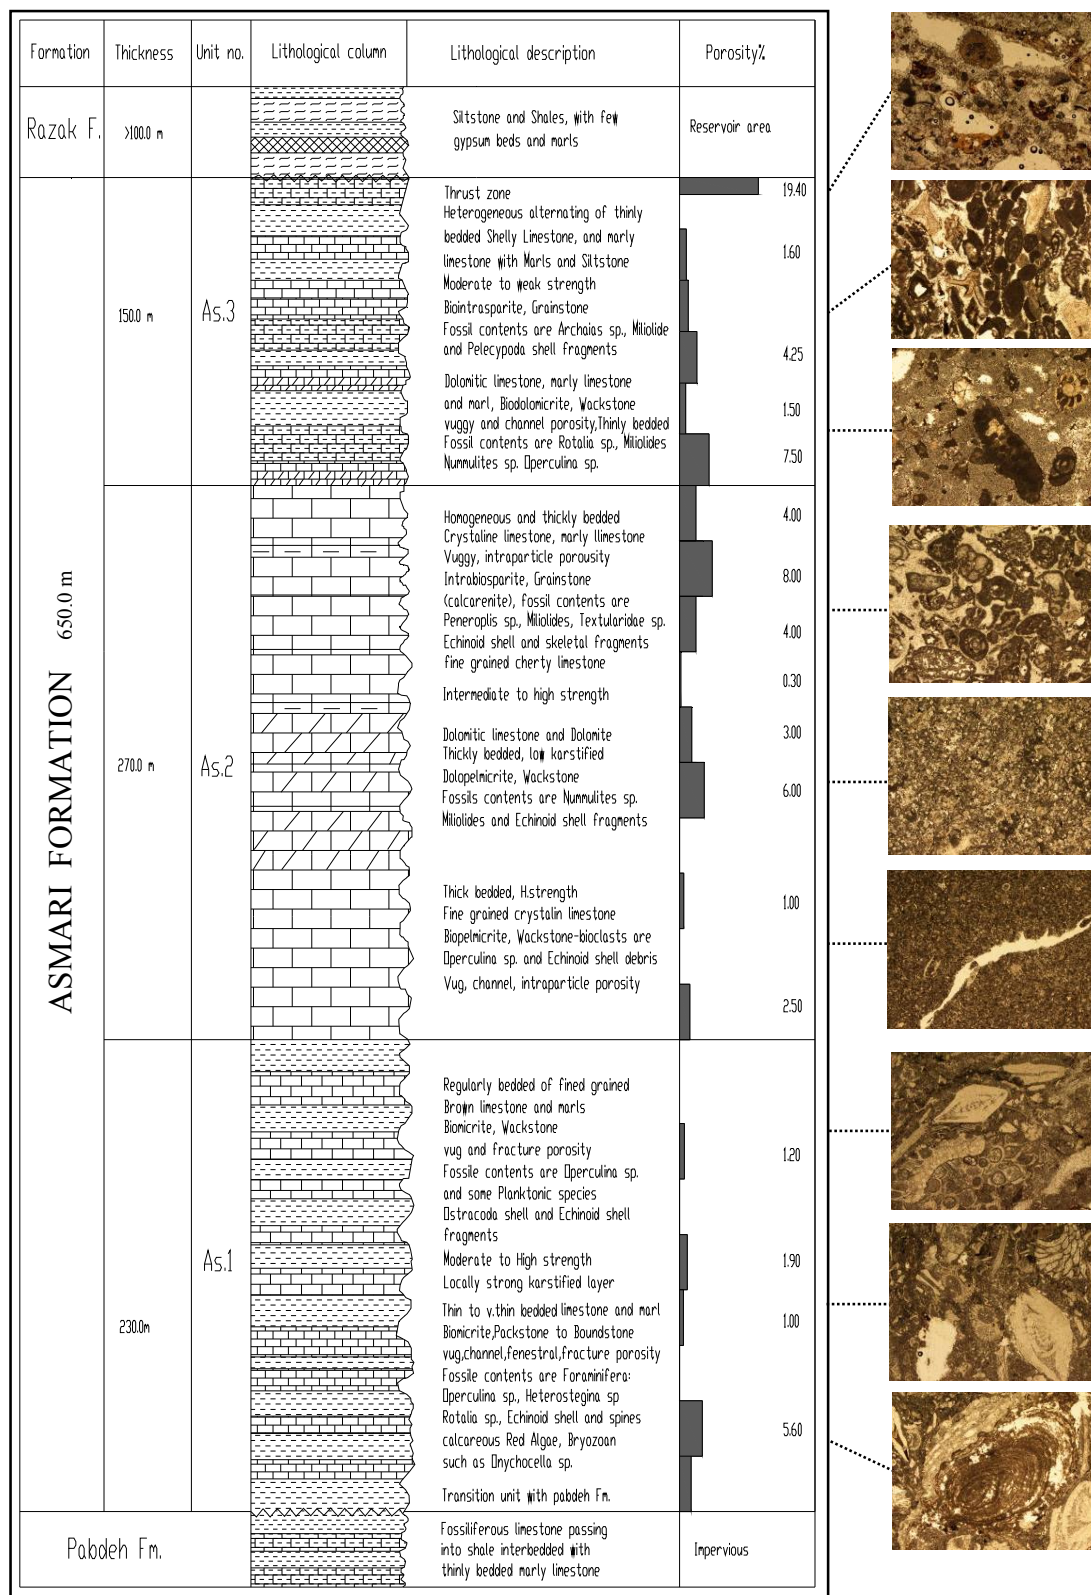 Formation
Thickness
Unit no.
Lithological column
Lithological description
Porosity%
Razak F.
>100.0 m
Siltstone and Shales, with few
gypsum beds and marls
Reservoir area
ASMARI FORMATION 650.0 m
150.0 m
As.3
Thrust zone
Heterogeneous alternating of thinly
bedded Shelly Limestone, and marly
limestone with Marls and Siltstone
Moderate to weak strength
Biointrasparite, Grainstone
Fossil contents are Archaias sp., Miliolide
and Pelecypoda shell fragments
Dolomitic limestone, marly limestone
and marl, Biodolomicrite, Wackstone
vuggy and channel porosity,Thinly bedded
Fossil contents are Rotalia sp., Miliolides
Nummulites sp. Operculina sp.
19.40
1.60
4.25
1.50
7.50
270.0 m
As.2
Homogeneous and thickly bedded
Crystaline limestone, marly llimestone
Vuggy, intraparticle porousity
Intrabiosparite, Grainstone
(calcarenite), fossil contents are
Peneroplis sp., Miliolides, Textularidae sp.
Echinoid shell and skeletal fragments
fine grained cherty limestone
Intermediate to high strength
Dolomitic limestone and Dolomite
Thickly bedded, low karstified
Dolopelmicrite, Wackstone
Fossils contents are Nummulites sp.
Miliolides and Echinoid shell fragments
Thick bedded, H.strength
Fine grained crystalin limestone
Biopelmicrite, Wackstone-bioclasts are
Operculina sp. and Echinoid shell debris
Vug, channel, intraparticle porosity
4.00
8.00
4.00
0.30
3.00
6.00
1.00
2.50
230.0m
As.1
Regularly bedded of fined grained
Brown limestone and marls
Biomicrite, Wackstone
vug and fracture porosity
Fossile contents are Operculina sp.
and some Planktonic species
Ostracoda shell and Echinoid shell
fragments
Moderate to High strength
Locally strong karstified layer
Thin to v.thin bedded limestone and marl
Biomicrite,Packstone to Boundstone
vug,channel,fenestral,fracture porosity
Fossile contents are Foraminifera:
Operculina sp., Heterostegina sp
Rotalia sp., Echinoid shell and spines
calcareous Red Algae, Bryozoan
such as Onychocella sp.
Transition unit with pabdeh Fm.
1.20
1.90
1.00
5.60
Pabdeh Fm.
Fossiliferous limestone passing
into shale interbedded with
thinly bedded marly limestone
Impervious